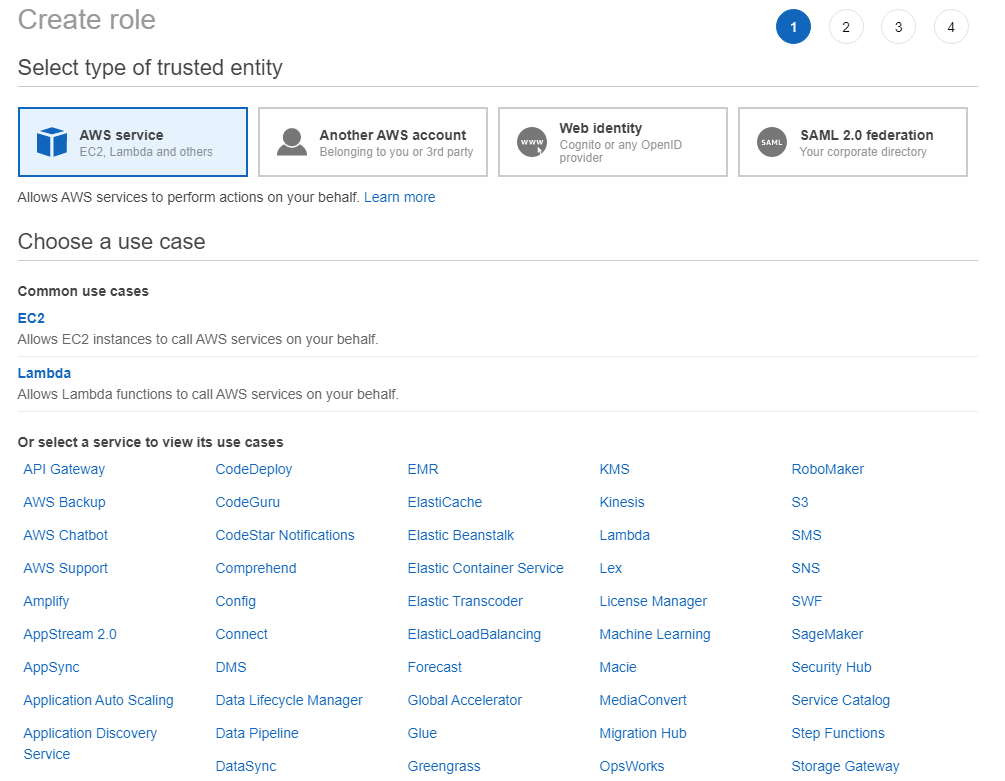 Create role
1 2 3 4
Select type of trusted entity
AWS service
EC2, Lambda and others
Another AWS account
Belonging to you or 3rd party
www
Web identity
Cognito or any OpenID
provider
SAML
SAML 2.0 federation
Your corporate directory
Allows AWS services to perform actions on your behalf. Learn more
Choose a use case
Common use cases
EC2
Allows EC2 instances to call AWS services on your behalf.
Lambda
Allows Lambda functions to call AWS services on your behalf.
Or select a service to view its use cases
API Gateway CodeDeploy EMR KMS RoboMaker
AWS Backup CodeGuru ElastiCache Kinesis S3
AWS Chatbot CodeStar Notifications Elastic Beanstalk Lambda SMS
AWS Support Comprehend Elastic Container Service Lex SNS
Amplify Config Elastic Transcoder License Manager SWF
AppStream 2.0 Connect ElasticLoadBalancing Machine Learning SageMaker
AppSync DMS Forecast Macie Security Hub
Application Auto Scaling Data Lifecycle Manager Global Accelerator MediaConvert Service Catalog
Application Discovery Data Pipeline Glue Migration Hub Step Functions
Service
DataSync Greengrass OpsWorks Storage Gateway